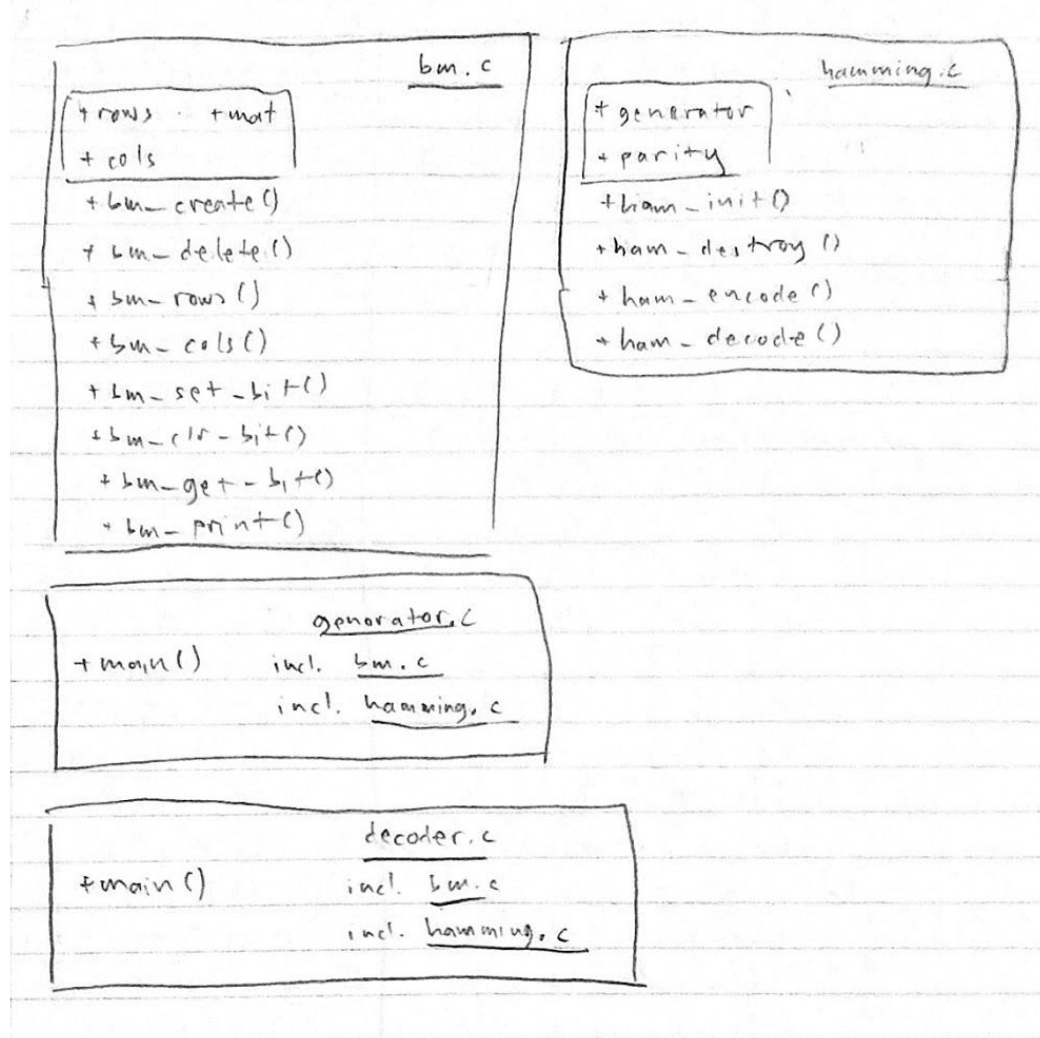 bm.c
+rows +mat
+cols
+bm_create()
+bm_delete()
+bm_rows()
+bm_cols()
+bm_set_bit()
+bm_clr_bit()
+bm_get_bit()
+bm_print()
hamming.c
+generator
+parity
+ham_init()
+ham_destroy()
+ham_encode()
+ham_decode()
generator.c
+main() incl. bm.c
incl. hamming.c
decoder.c
+main() incl. bm.c
incl. hamming.c